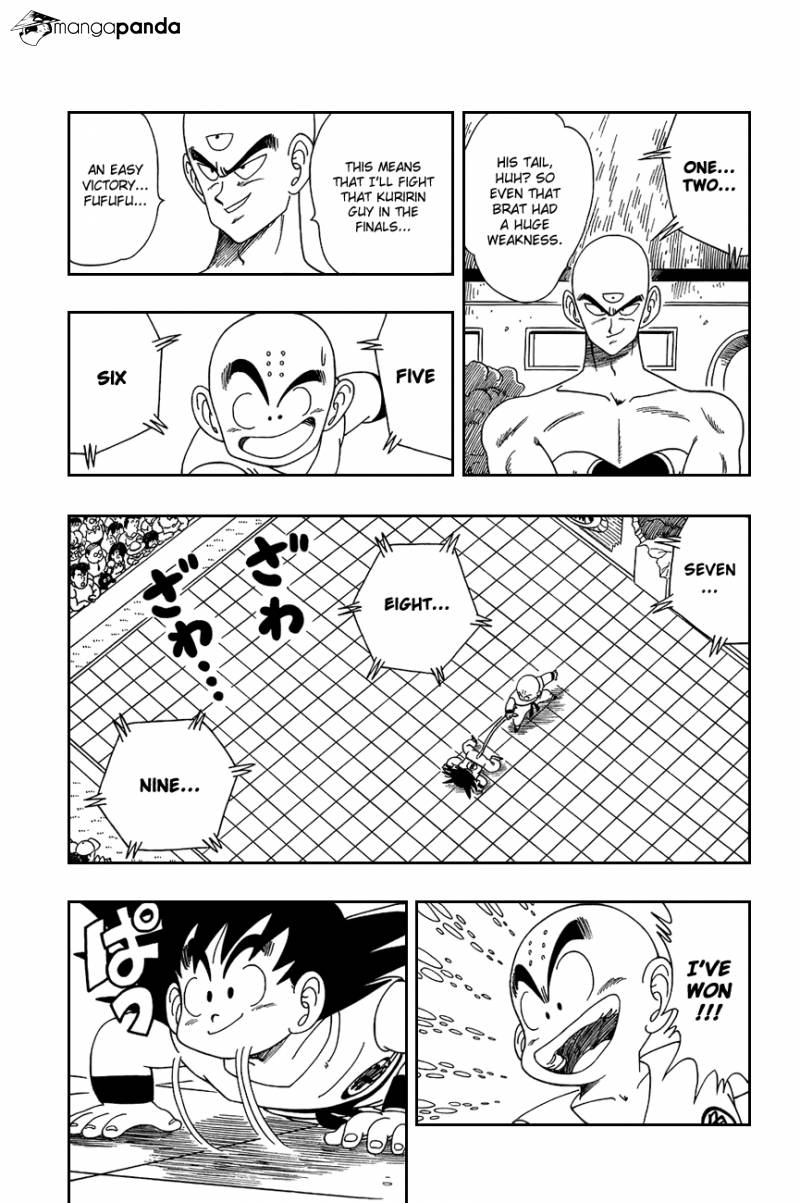 mangapanda
ONE...
TWO...
HIS TAIL,
HUH? SO
EVEN THAT
BRAT HAD
A HUGE
WEAKNESS.
THIS MEANS
THAT I'LL FIGHT
THAT KURIRIN
GUY IN THE
FINALS...
AN EASY
VICTORY...
FUFUFU...
FIVE
SIX
SEVEN
...
EIGHT...
ざわ
ざわ...
NINE...
I'VE
WON
!!!
ぱっ